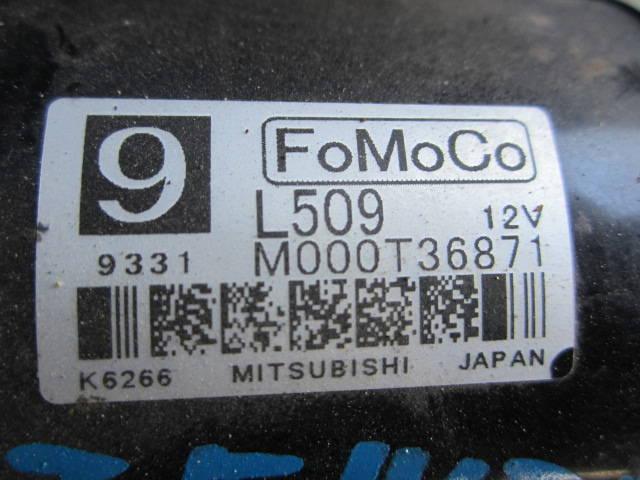 9 FoMoCo
L509 12V
9331 M000T36871
K6266 MITSUBISHI JAPAN